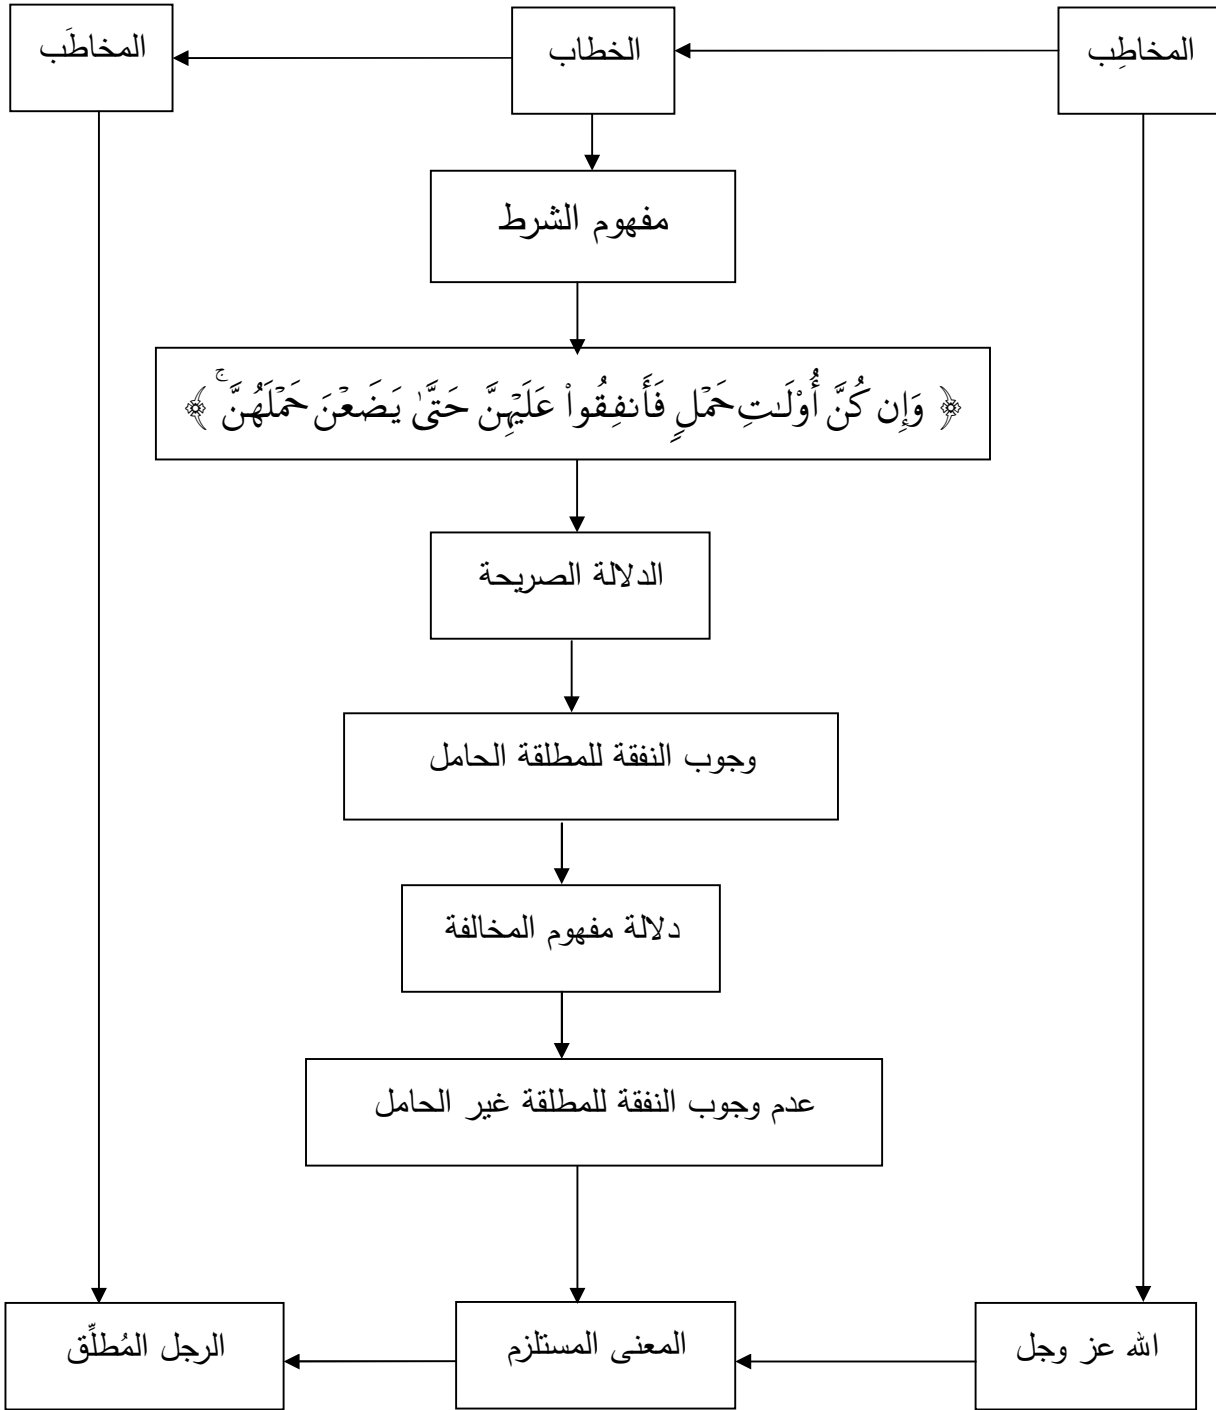 المخاطِب
الخطاب
المخاطَب
مفهوم الشرط
﴿ وَإِن كُنَّ أُوْلَـٰتِ حَمْلٍ فَأَنفِقُواْ عَلَيْهِنَّ حَتَّىٰ يَضَعْنَ حَمْلَهُنَّ ۚ ﴾
الدلالة الصريحة
وجوب النفقة للمطلقة الحامل
دلالة مفهوم المخالفة
عدم وجوب النفقة للمطلقة غير الحامل
الله عز وجل
المعنى المستلزم
الرجل المُطلِّق